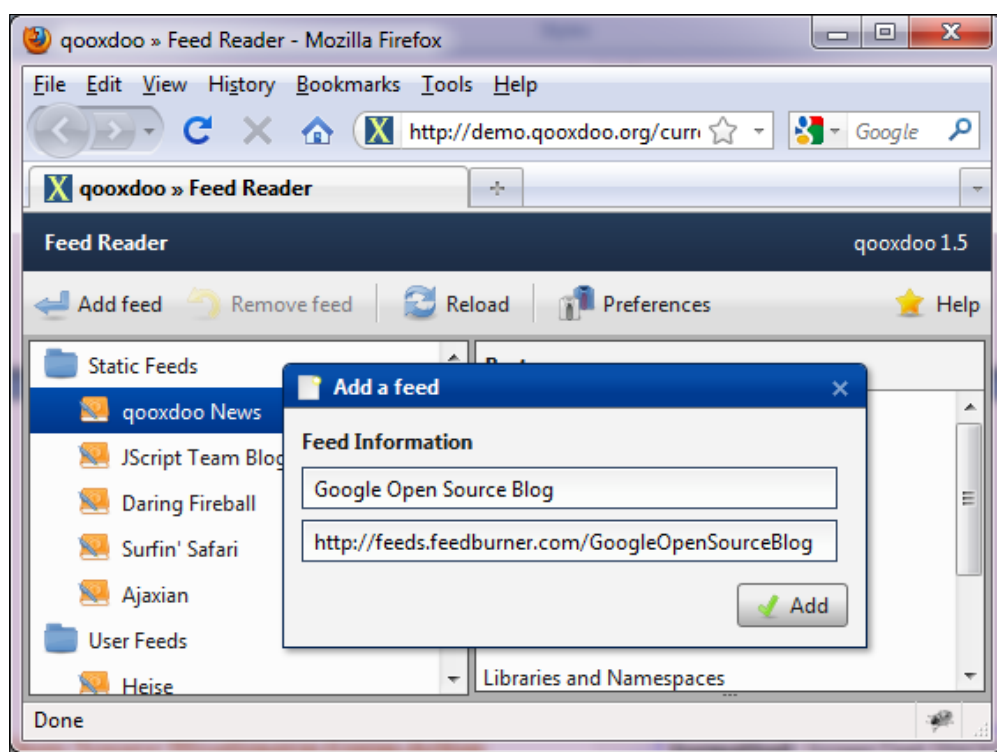 qooxdoo » Feed Reader - Mozilla Firefox
File Edit View History Bookmarks Tools Help
http://demo.qooxdoo.org/curr Google
qooxdoo » Feed Reader
Feed Reader qooxdoo 1.5
Add feed Remove feed Reload Preferences Help
Static Feeds
qooxdoo News
JScript Team Blog
Daring Fireball
Surfin' Safari
Ajaxian
User Feeds
Heise
Add a feed
Feed Information
Google Open Source Blog
http://feeds.feedburner.com/GoogleOpenSourceBlog
Add
Libraries and Namespaces
Done